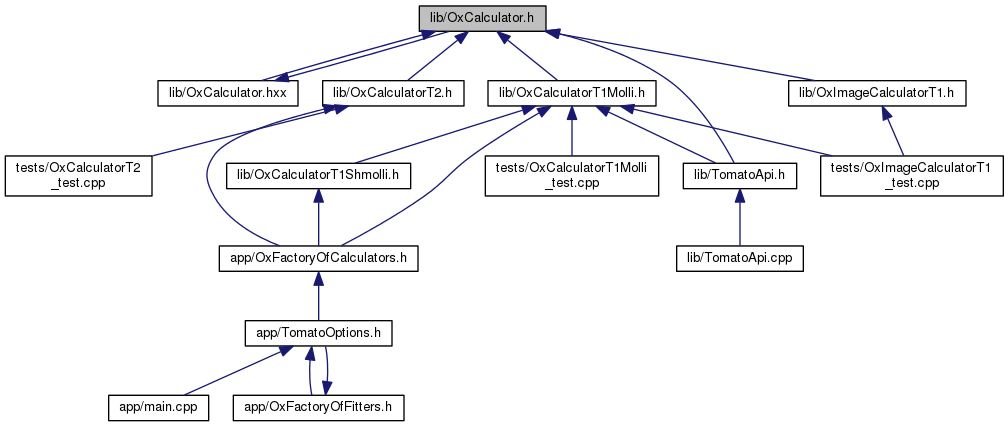 lib/OxCalculator.h
lib/OxCalculator.hxx
lib/OxCalculatorT2.h
lib/OxCalculatorT1Molli.h
lib/OxImageCalculatorT1.h
tests/OxCalculatorT2
_test.cpp
lib/OxCalculatorT1Shmolli.h
tests/OxCalculatorT1Molli
_test.cpp
lib/TomatoApi.h
tests/OxImageCalculatorT1
_test.cpp
app/OxFactoryOfCalculators.h
lib/TomatoApi.cpp
app/TomatoOptions.h
app/main.cpp
app/OxFactoryOfFitters.h